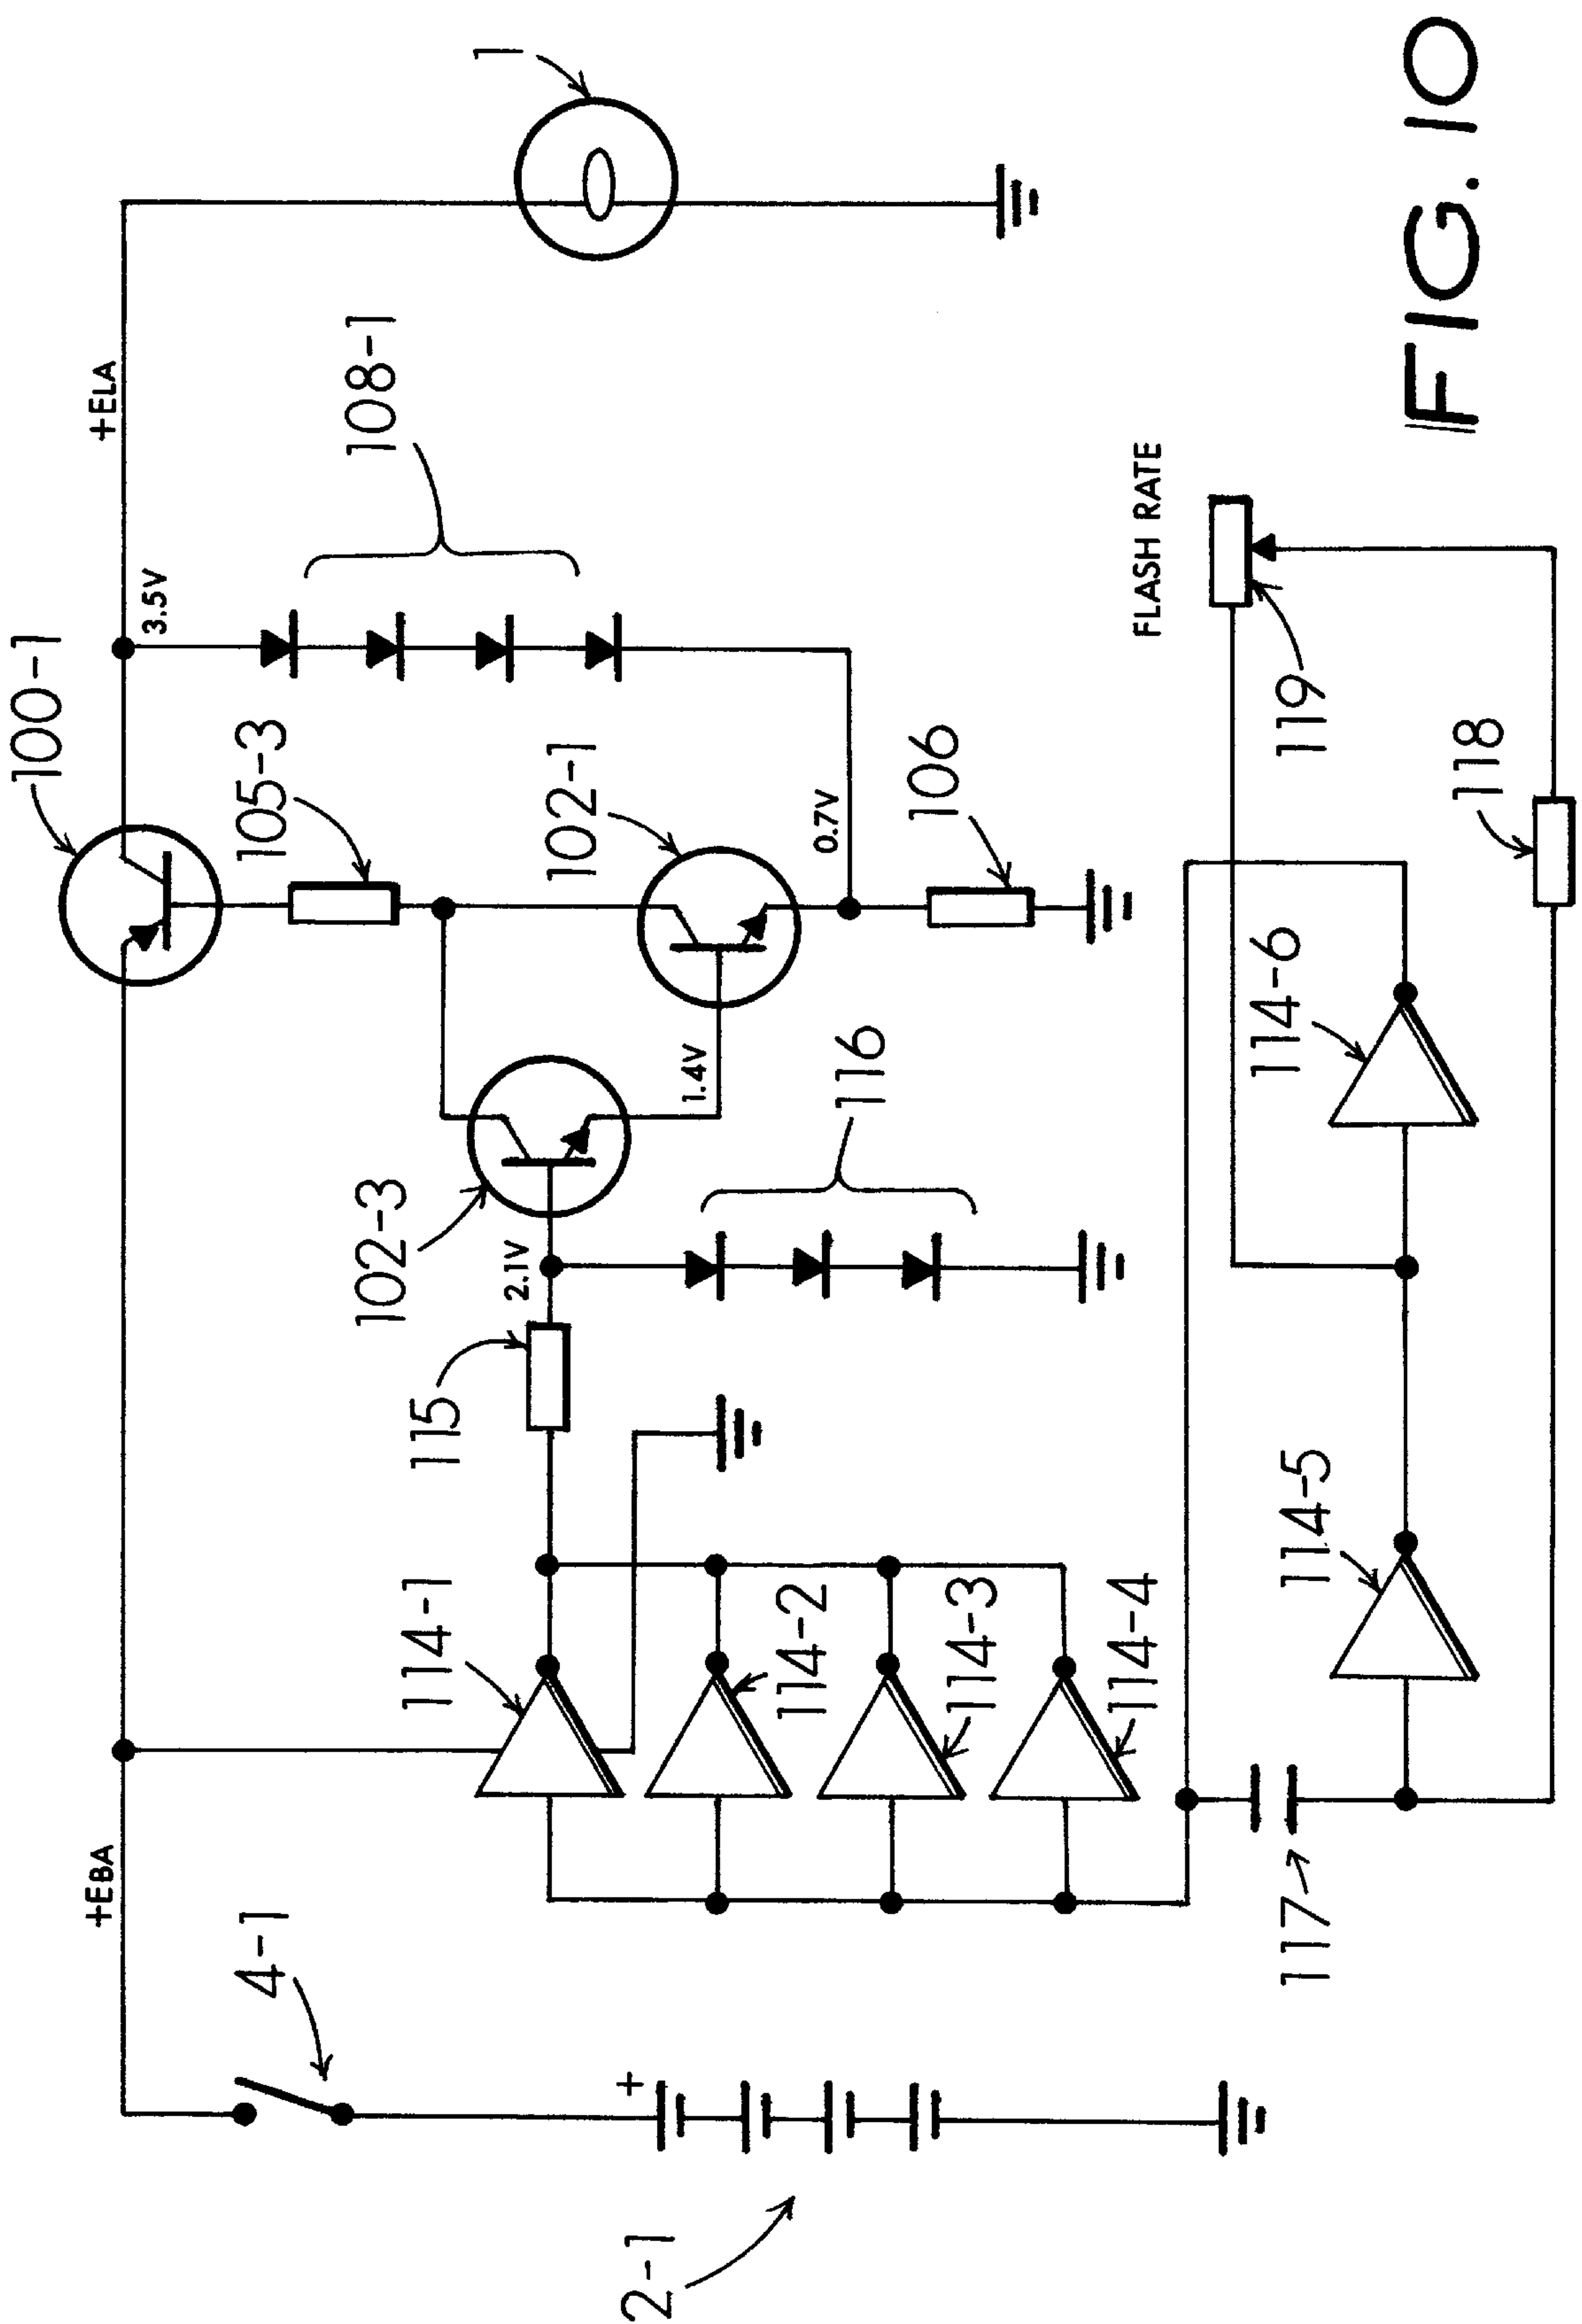 100-1
+EBA
+ELA
1
3.5V
4-1
105-3
108-1
102-3
114-1
115
2.1V
102-1
+
2-1
1.4V
114-2
0.7V
116
106
114-3
114-4
FLASH RATE
117
114-5
114-6
119
118
FIG. 10